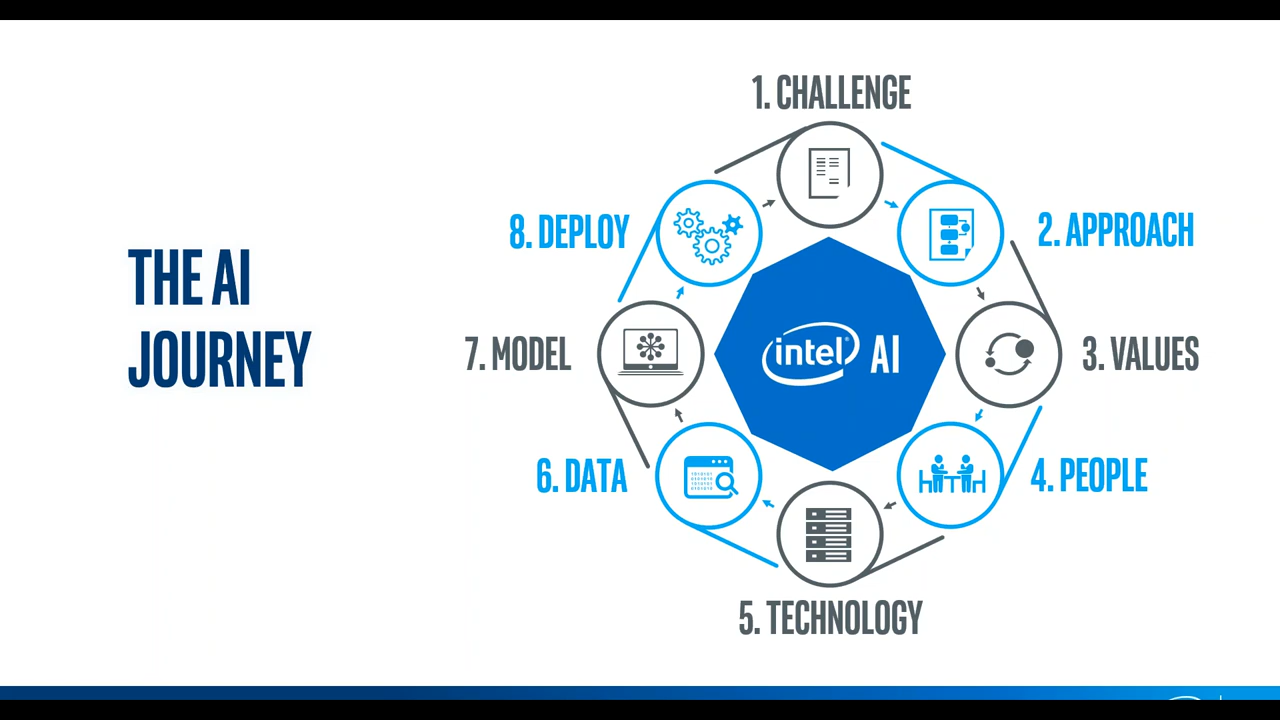 THE AI
JOURNEY
1. CHALLENGE
2. APPROACH
3. VALUES
4. PEOPLE
5. TECHNOLOGY
6. DATA
7. MODEL
8. DEPLOY
intel® AI